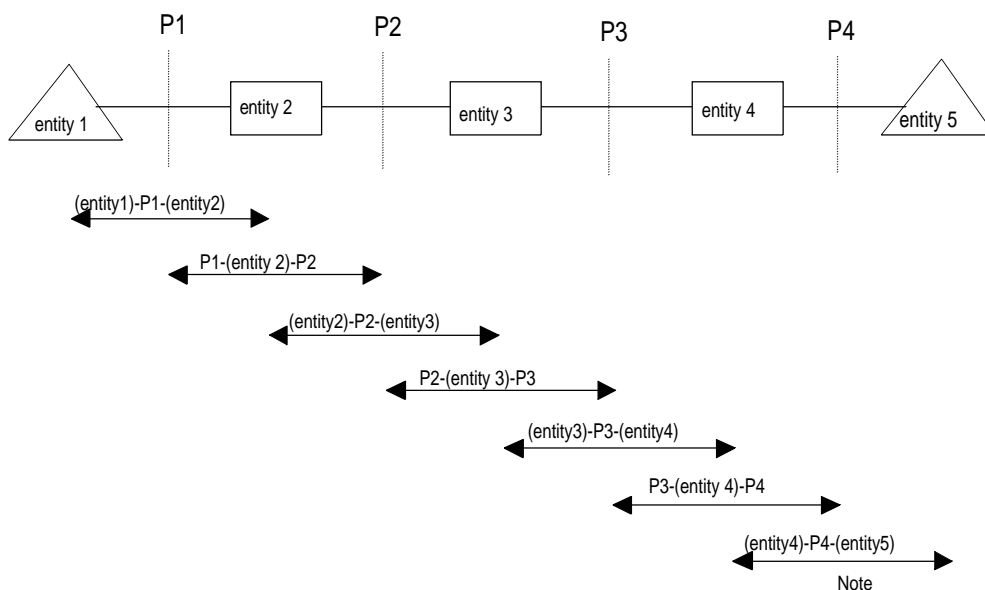 P1 P2 P3 P4
entity 1 entity 2 entity 3 entity 4 entity 5
(entity1)-P1-(entity2)
P1-(entity 2)-P2
(entity2)-P2-(entity3)
P2-(entity 3)-P3
(entity3)-P3-(entity4)
P3-(entity 4)-P4
(entity4)-P4-(entity5)
Note